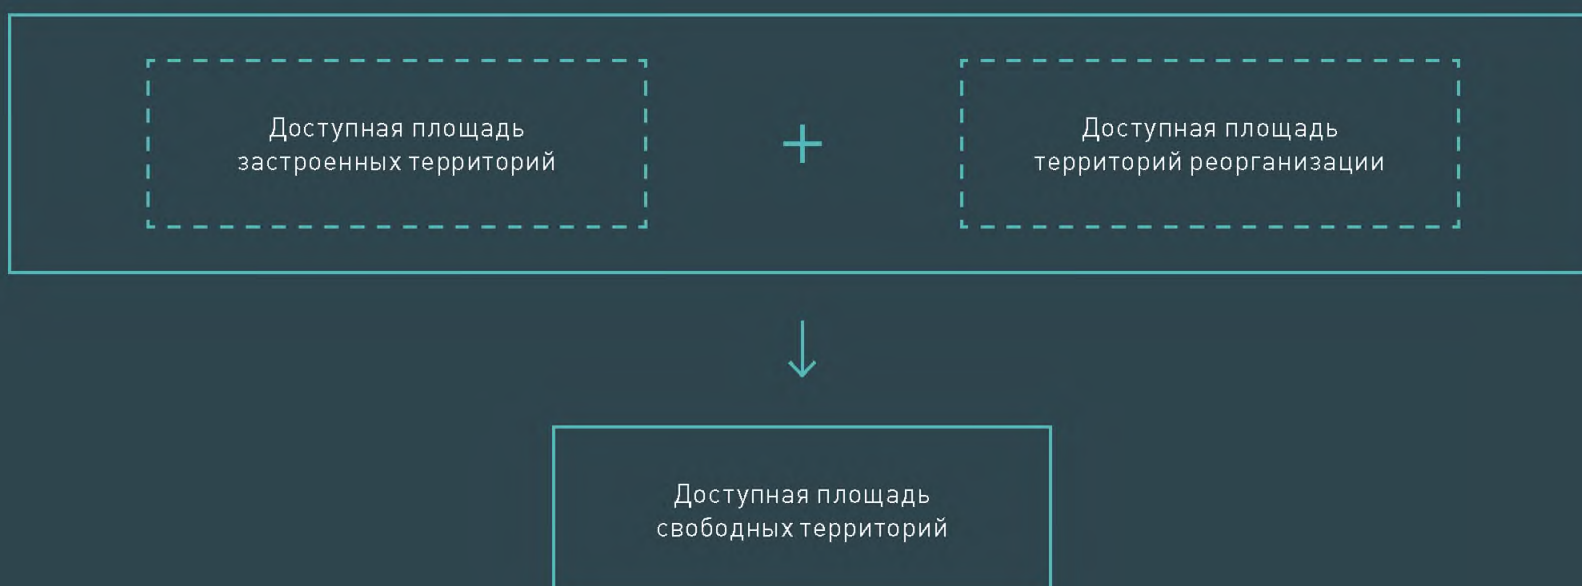 Доступная площадь
застроенных территорий
+
Доступная площадь
территорий реорганизации
Доступная площадь
свободных территорий